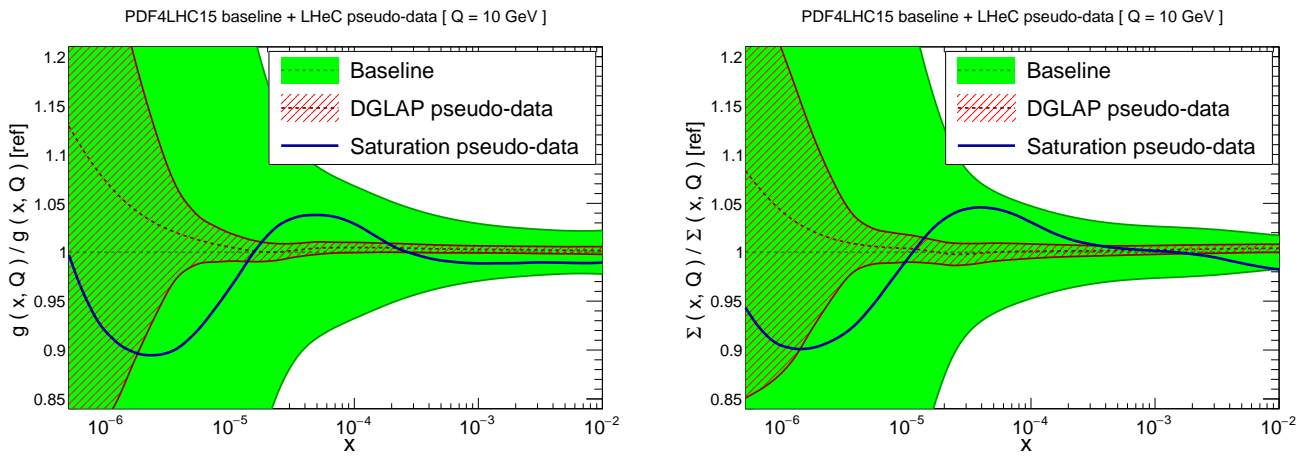 PDF4LHC15 baseline + LHeC pseudo-data [ Q = 10 GeV ]
g ( x, Q ) / g ( x, Q ) [ref]
1.2
1.15
1.1
1.05
1
0.95
0.9
0.85
Baseline
DGLAP pseudo-data
Saturation pseudo-data
10⁻⁶ 10⁻⁵ 10⁻⁴ 10⁻³ 10⁻²
x
PDF4LHC15 baseline + LHeC pseudo-data [ Q = 10 GeV ]
Σ ( x, Q ) / Σ ( x, Q ) [ref]
1.2
1.15
1.1
1.05
1
0.95
0.9
0.85
Baseline
DGLAP pseudo-data
Saturation pseudo-data
10⁻⁶ 10⁻⁵ 10⁻⁴ 10⁻³ 10⁻²
x